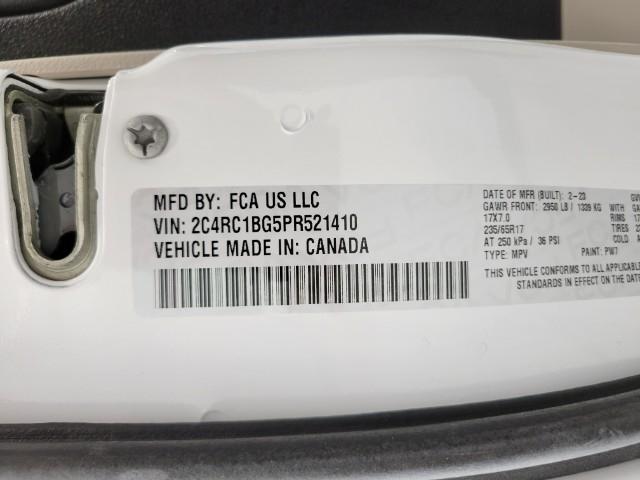 MFD BY: FCA US LLC
VIN: 2C4RC1BG5PR521410
VEHICLE MADE IN: CANADA
DATE OF MFR (BUILT): 2-23
GAWR FRONT: 2950 LB / 1339 KG WITH
17X7.0 RIMS
235/65R17 TIRES
AT 250 kPa / 36 PSI COLD
TYPE: MPV PAINT: PW7
THIS VEHICLE CONFORMS TO ALL APPLICABLE
STANDARDS IN EFFECT ON THE DATE